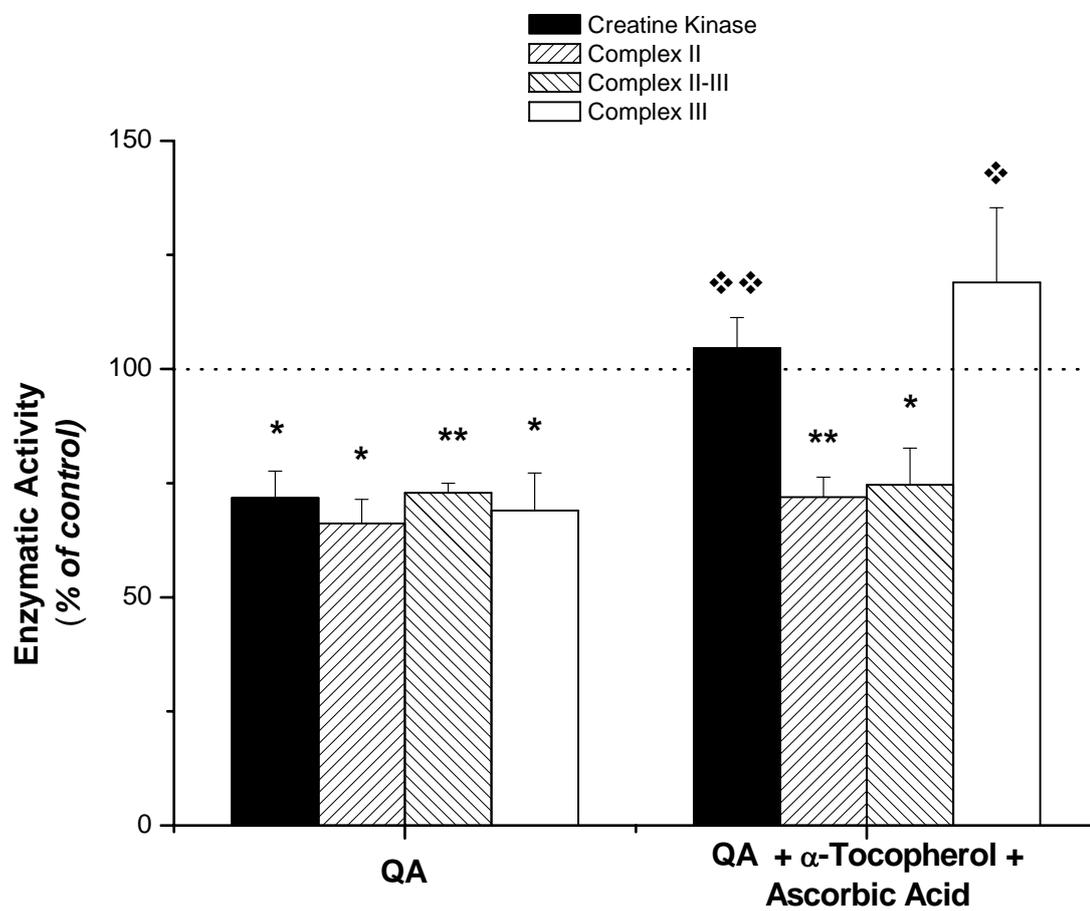 Creatine Kinase
Complex II
Complex II-III
Complex III
150
100
50
0
Enzymatic Activity
(% of control)
*
*
**
*
❖❖
**
*
❖
QA
QA + α-Tocopherol +
Ascorbic Acid